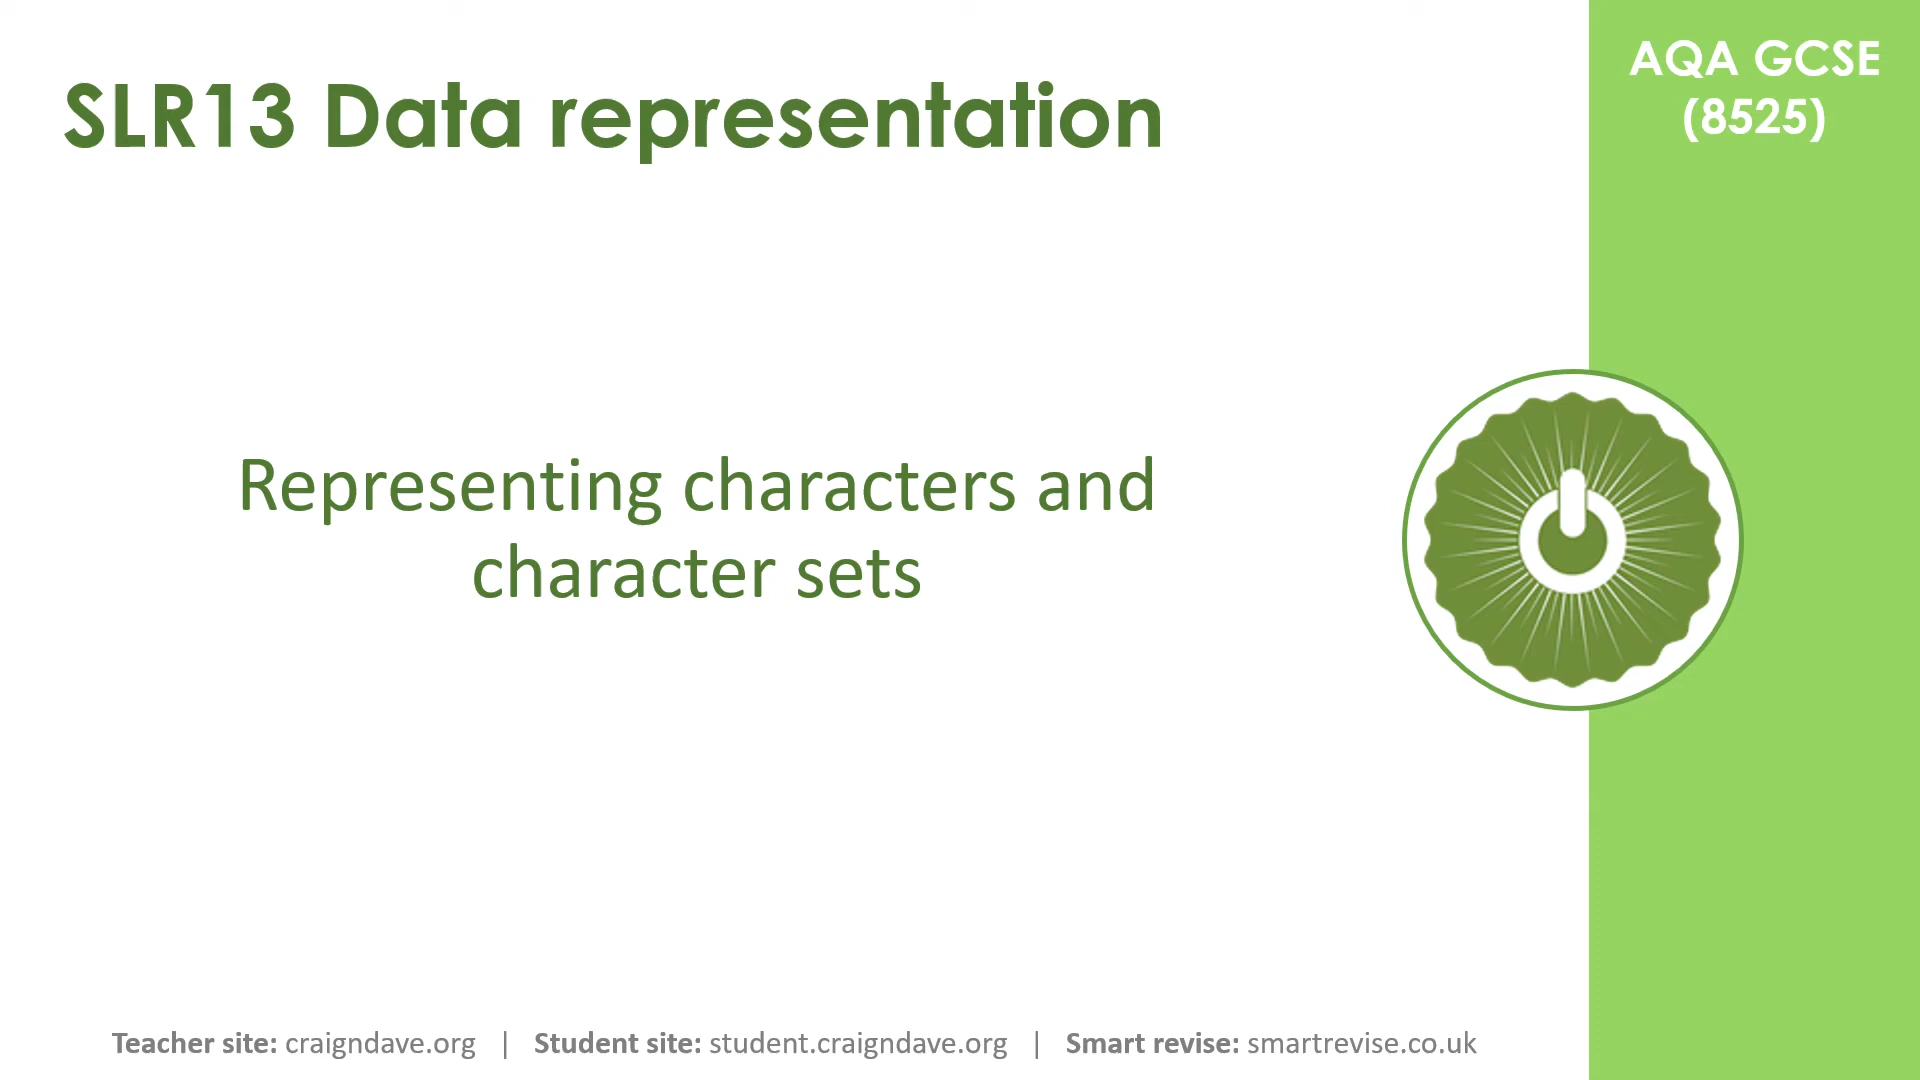 SLR13 Data representation
AQA GCSE
(8525)
Representing characters and
character sets
Teacher site: craigndave.org | Student site: student.craigndave.org | Smart revise: smartrevise.co.uk